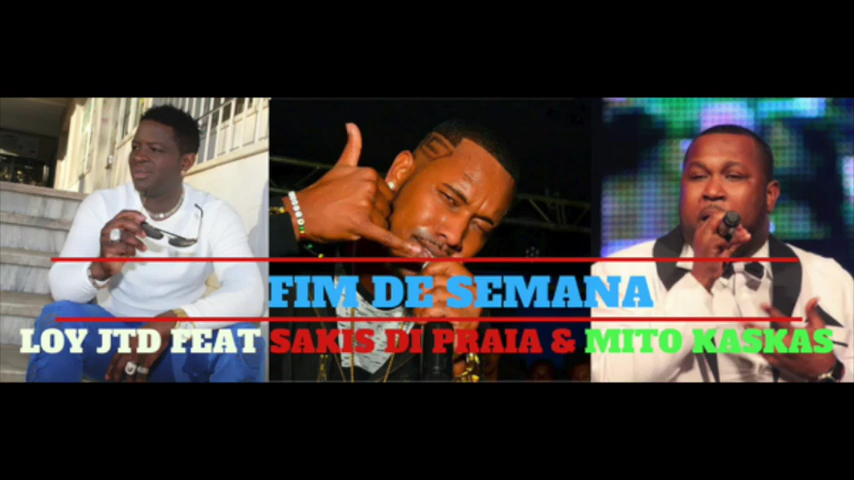 FIM DE SEMANA
LOY JTD FEAT SAKIS DI PRAIA & MITO KASKAS